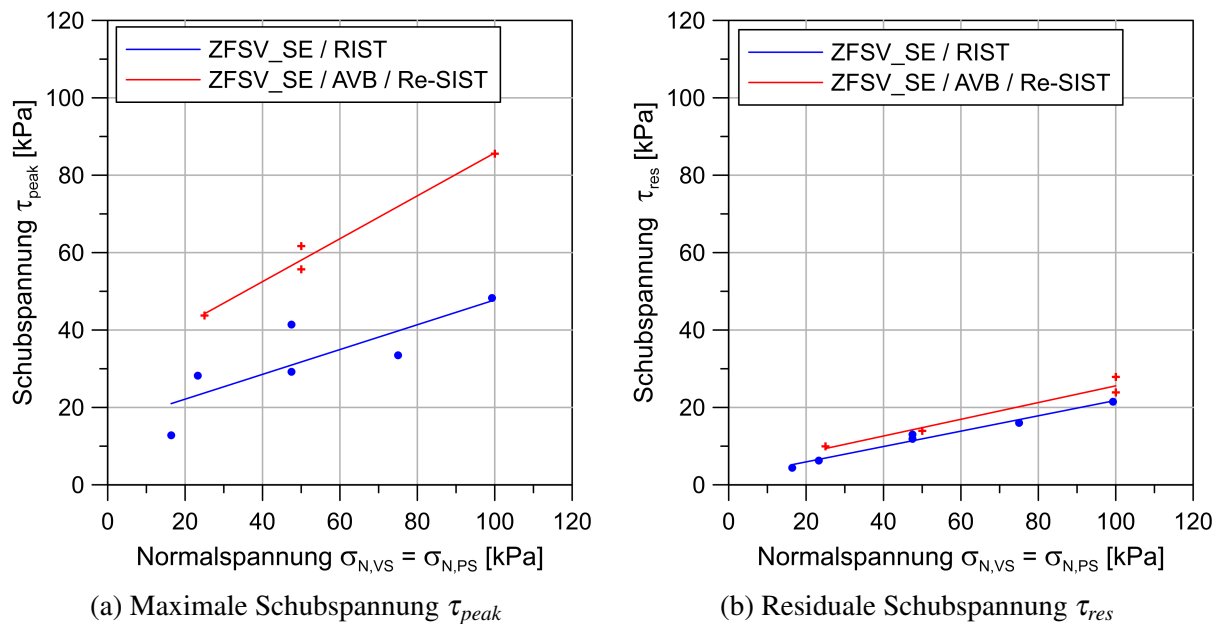 ZFSV_SE / RIST
ZFSV_SE / AVB / Re-SIST
Schubspannung τpeak [kPa]
120
100
80
60
40
20
0
0 20 40 60 80 100 120
Normalspannung σN,VS = σN,PS [kPa]
(a) Maximale Schubspannung τpeak
ZFSV_SE / RIST
ZFSV_SE / AVB / Re-SIST
Schubspannung τres [kPa]
120
100
80
60
40
20
0
0 20 40 60 80 100 120
Normalspannung σN,VS = σN,PS [kPa]
(b) Residuale Schubspannung τres